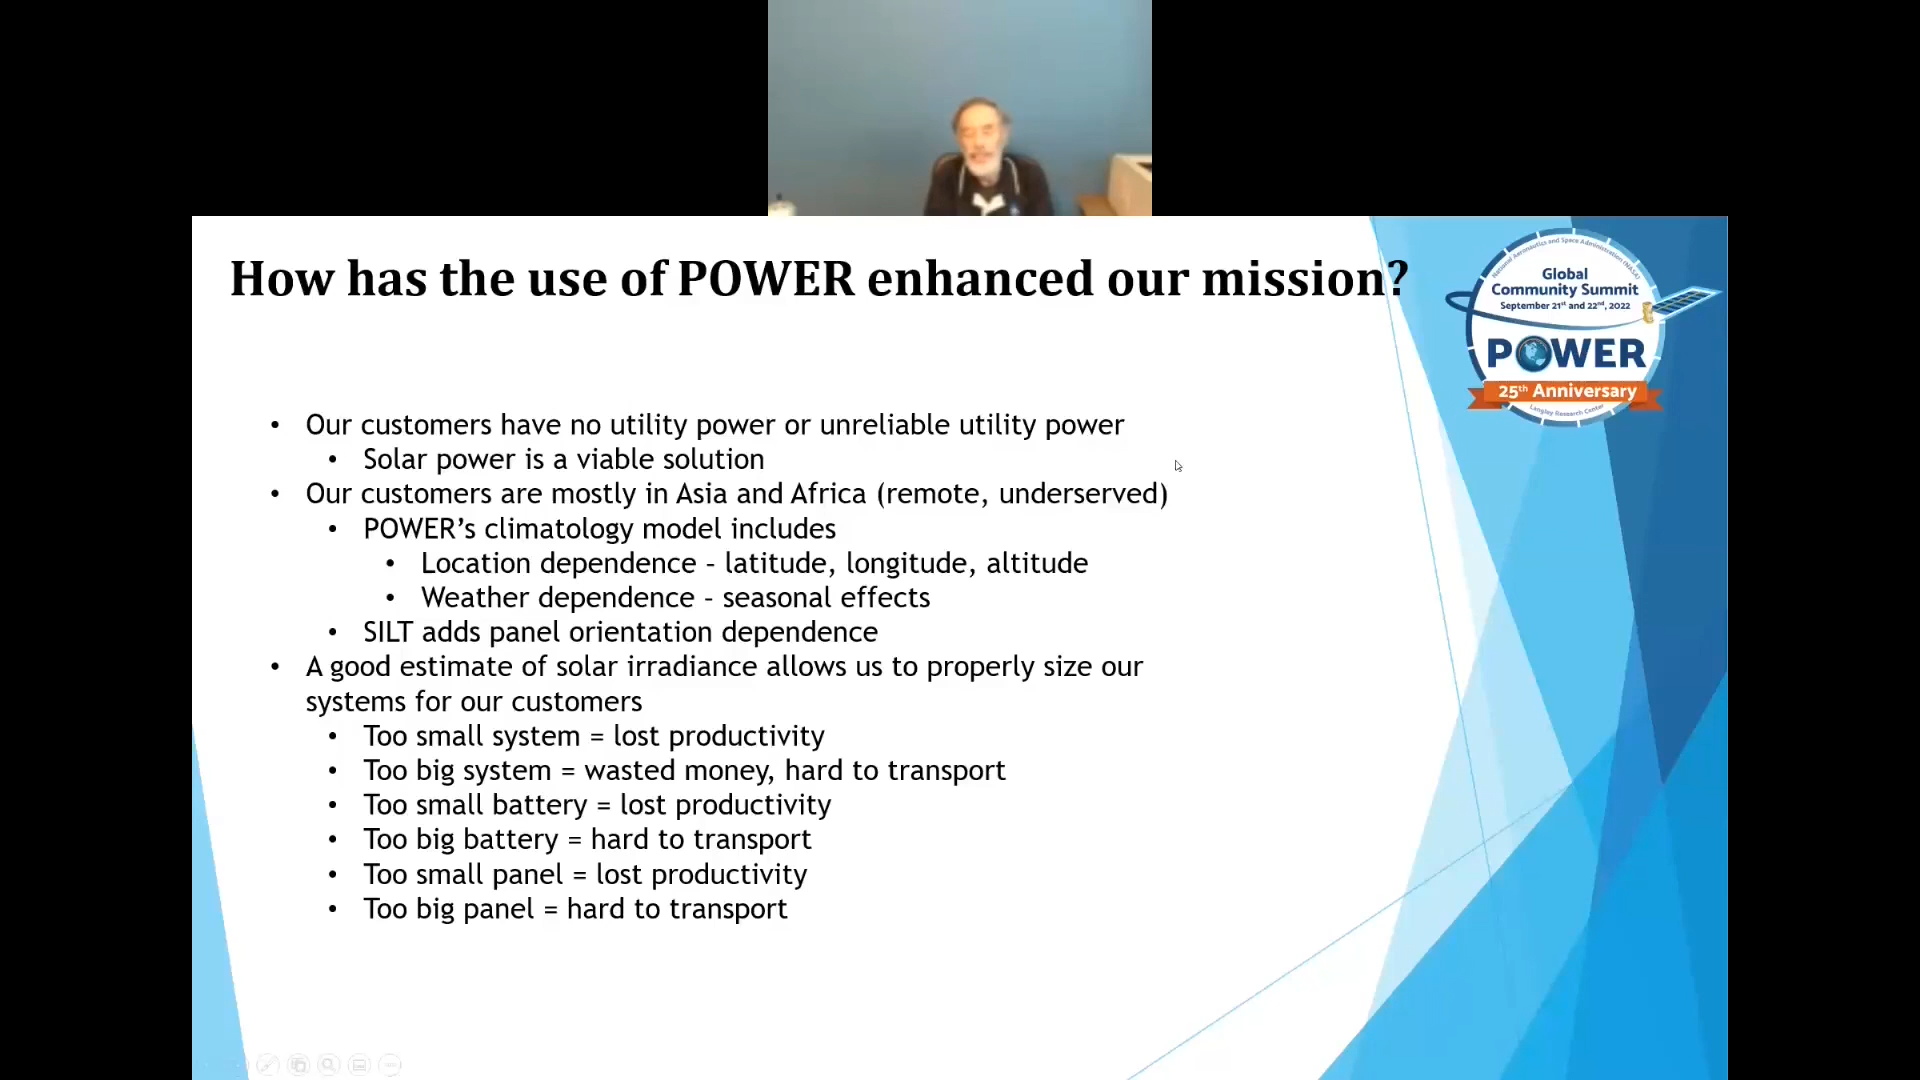 How has the use of POWER enhanced our mission?
National Aeronautics and Space Administration (NASA)
Global
Community Summit
September 21st and 22nd, 2022
POWER
25th Anniversary
Langley Research Center
• Our customers have no utility power or unreliable utility power
• Solar power is a viable solution
• Our customers are mostly in Asia and Africa (remote, underserved)
• POWER’s climatology model includes
• Location dependence – latitude, longitude, altitude
• Weather dependence – seasonal effects
• SILT adds panel orientation dependence
• A good estimate of solar irradiance allows us to properly size our
systems for our customers
• Too small system = lost productivity
• Too big system = wasted money, hard to transport
• Too small battery = lost productivity
• Too big battery = hard to transport
• Too small panel = lost productivity
• Too big panel = hard to transport